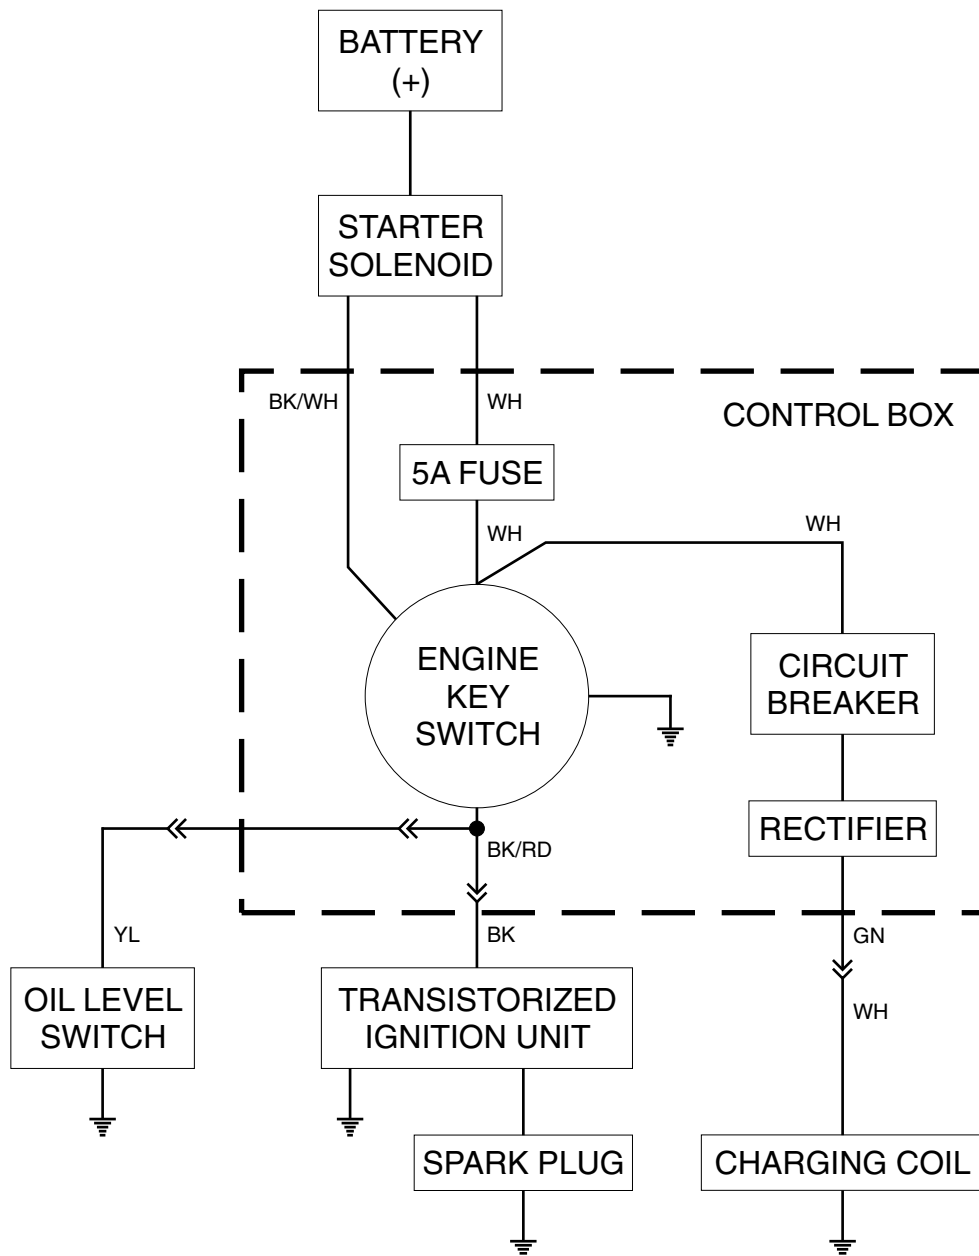 BATTERY
(+)
STARTER
SOLENOID
BK/WH
WH
CONTROL BOX
5A FUSE
WH
WH
ENGINE
KEY
SWITCH
CIRCUIT
BREAKER
RECTIFIER
BK/RD
YL
BK
GN
OIL LEVEL
SWITCH
TRANSISTORIZED
IGNITION UNIT
WH
SPARK PLUG
CHARGING COIL